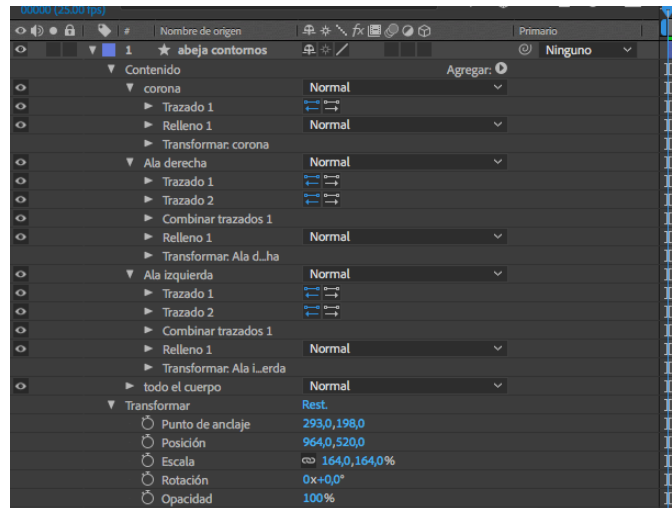 00000 (25.00 fps)
# Nombre de origen fx Primario
1 abeja contornos Ninguno
Contenido Agregar:
corona Normal
Trazado 1
Relleno 1 Normal
Transformar: corona
Ala derecha Normal
Trazado 1
Trazado 2
Combinar trazados 1
Relleno 1 Normal
Transformar: Ala d...ha
Ala izquierda Normal
Trazado 1
Trazado 2
Combinar trazados 1
Relleno 1 Normal
Transformar: Ala i...erda
todo el cuerpo Normal
Transformar Rest.
Punto de anclaje 293,0,198,0
Posición 964,0,520,0
Escala 164,0,164,0%
Rotación 0x+0,0°
Opacidad 100%